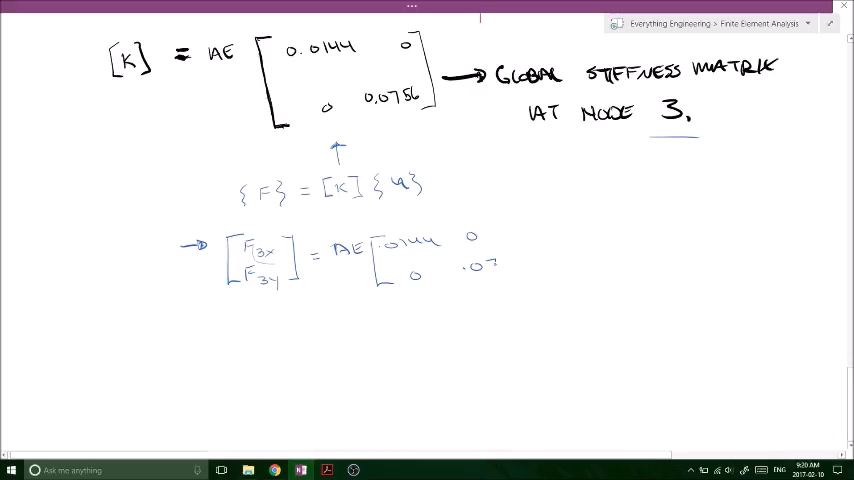 Everything Engineering > Finite Element Analysis
[K] = AE [ 0.0144 0
0 0.0756 ] → GLOBAL STIFFNESS MATRIX
AT NODE 3.
{F} = [K] {u}
→ [ F3x
F3y ] = AE [ .0144 0
0 .07
Ask me anything
ENG
9:20 AM
2017-02-10